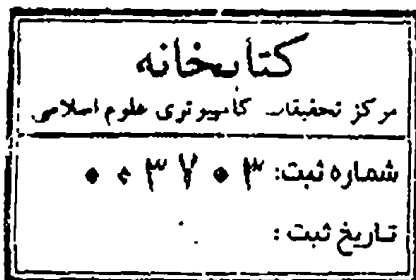 کتابخانه
مرکز تحقیقات کامپیوتری علوم اسلامی
شماره ثبت: ۰۰۳۷۰۳
تاریخ ثبت :